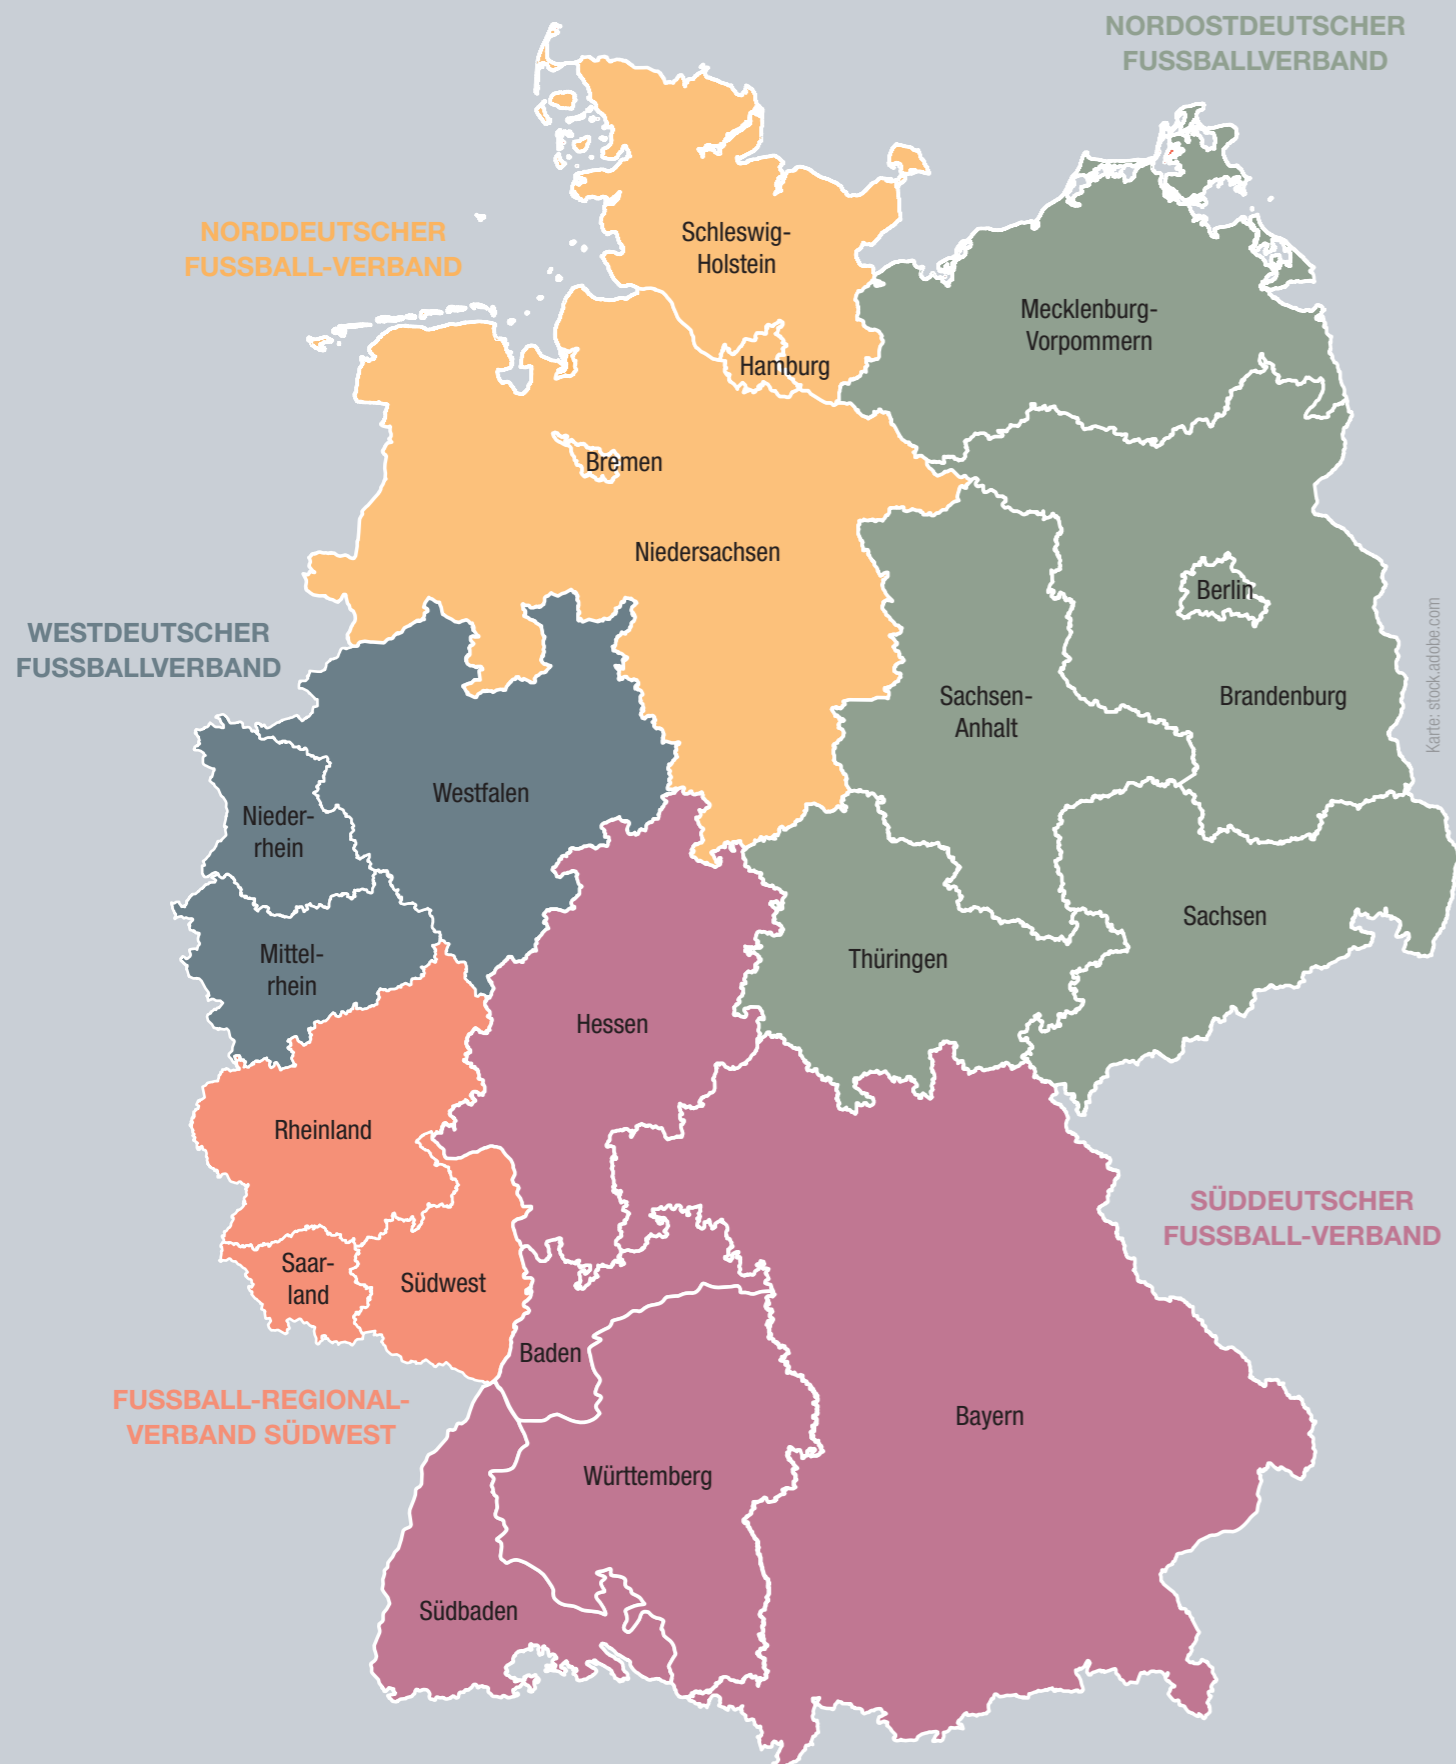 NORDOSTDEUTSCHER
FUSSBALLVERBAND
NORDDEUTSCHER
FUSSBALL-VERBAND
Schleswig-
Holstein
Mecklenburg-
Vorpommern
Hamburg
Bremen
Niedersachsen
Berlin
WESTDEUTSCHER
FUSSBALLVERBAND
Sachsen-
Anhalt
Brandenburg
Karte: stock.adobe.com
Westfalen
Nieder-
rhein
Sachsen
Mittel-
rhein
Thüringen
Hessen
Rheinland
SÜDDEUTSCHER
FUSSBALL-VERBAND
Saar-
land
Südwest
Baden
FUSSBALL-REGIONAL-
VERBAND SÜDWEST
Bayern
Württemberg
Südbaden